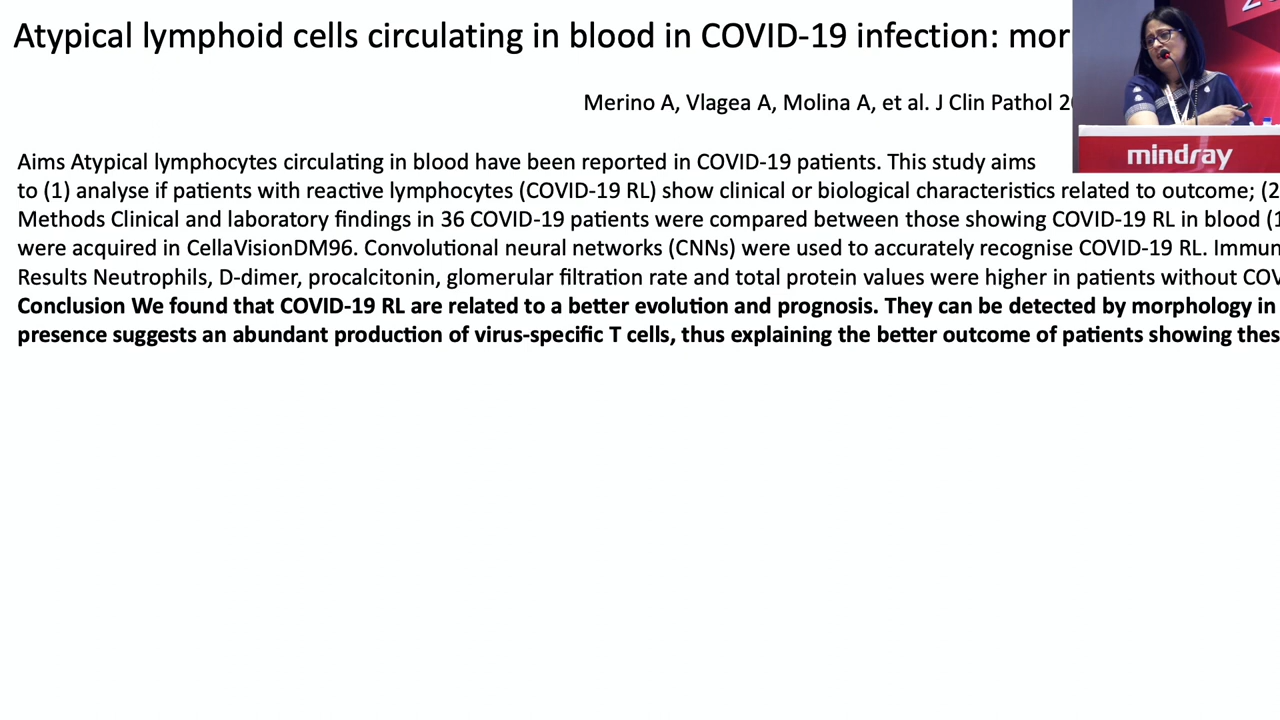 Atypical lymphoid cells circulating in blood in COVID-19 infection: mor
Merino A, Vlagea A, Molina A, et al. J Clin Pathol
Aims Atypical lymphocytes circulating in blood have been reported in COVID-19 patients. This study aims
to (1) analyse if patients with reactive lymphocytes (COVID-19 RL) show clinical or biological characteristics related to outcome; (2
Methods Clinical and laboratory findings in 36 COVID-19 patients were compared between those showing COVID-19 RL in blood (1
were acquired in CellaVisionDM96. Convolutional neural networks (CNNs) were used to accurately recognise COVID-19 RL. Immun
Results Neutrophils, D-dimer, procalcitonin, glomerular filtration rate and total protein values were higher in patients without COV
Conclusion We found that COVID-19 RL are related to a better evolution and prognosis. They can be detected by morphology in
presence suggests an abundant production of virus-specific T cells, thus explaining the better outcome of patients showing thes
mindray